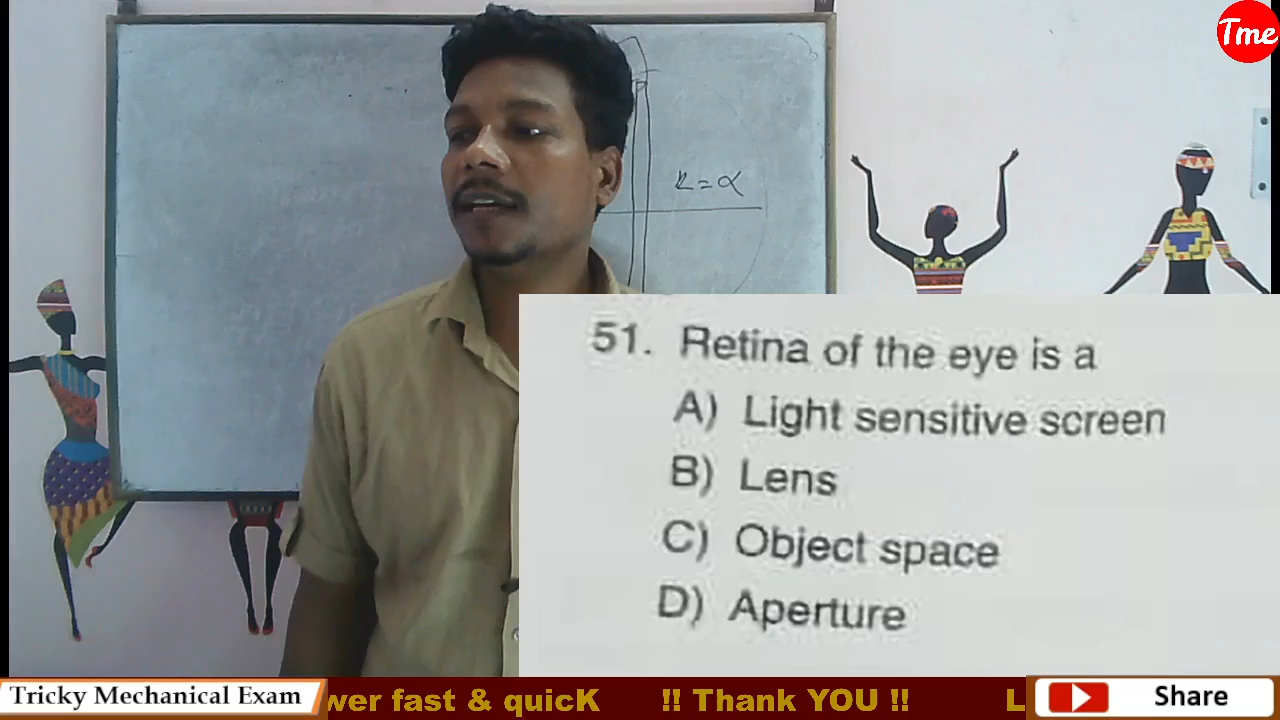 Tme
R = α
51. Retina of the eye is a
A) Light sensitive screen
B) Lens
C) Object space
D) Aperture
Tricky Mechanical Exam
wer fast & quicK !! Thank YOU !! L
Share